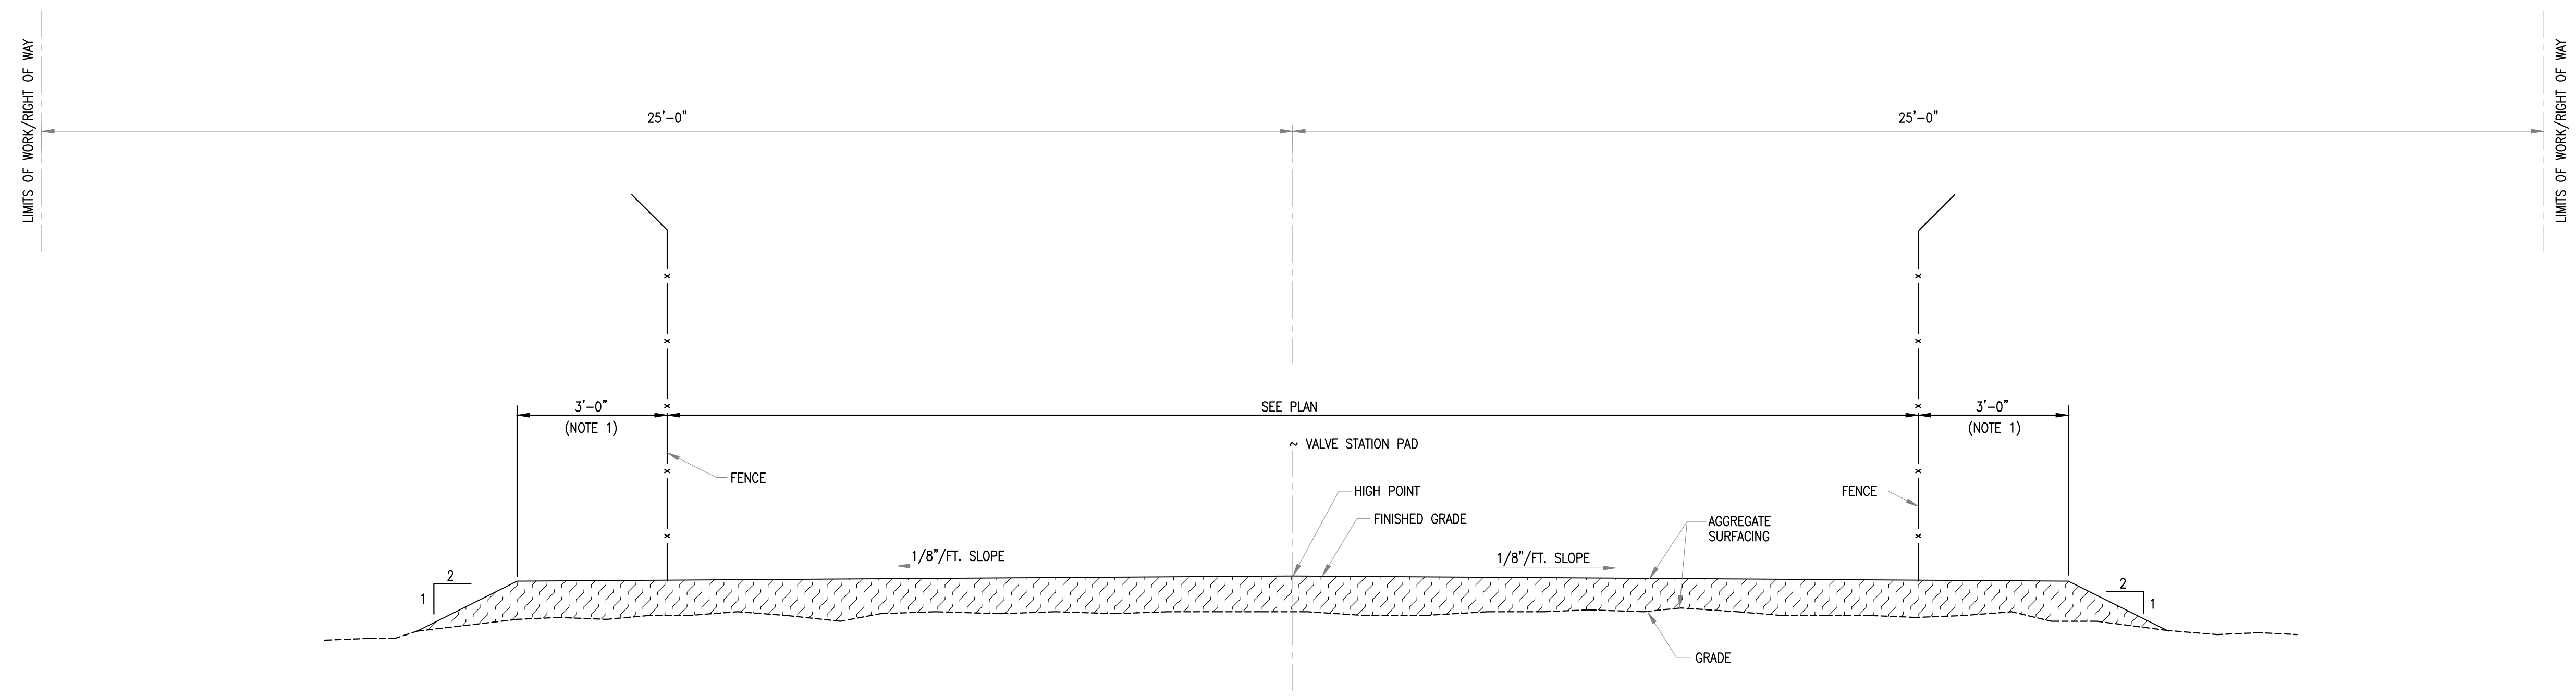 LIMITS OF WORK/RIGHT OF WAY
25'-0"
25'-0"
LIMITS OF WORK/RIGHT OF WAY
3'-0"
(NOTE 1)
SEE PLAN
3'-0"
(NOTE 1)
~ VALVE STATION PAD
FENCE
HIGH POINT
FENCE
FINISHED GRADE
AGGREGATE
SURFACING
1/8"/FT. SLOPE
1/8"/FT. SLOPE
2
1
2
1
GRADE